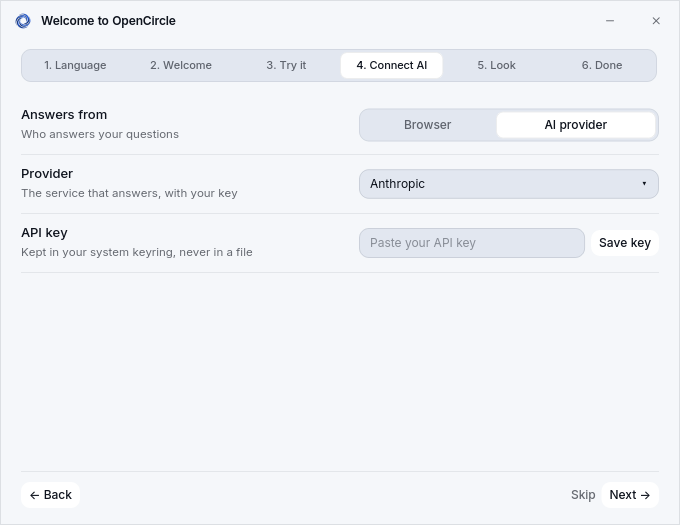 Welcome to OpenCircle
1. Language
2. Welcome
3. Try it
4. Connect AI
5. Look
6. Done
Answers from
Who answers your questions
Browser
AI provider
Provider
The service that answers, with your key
Anthropic
API key
Kept in your system keyring, never in a file
Paste your API key
Save key
← Back
Skip
Next →